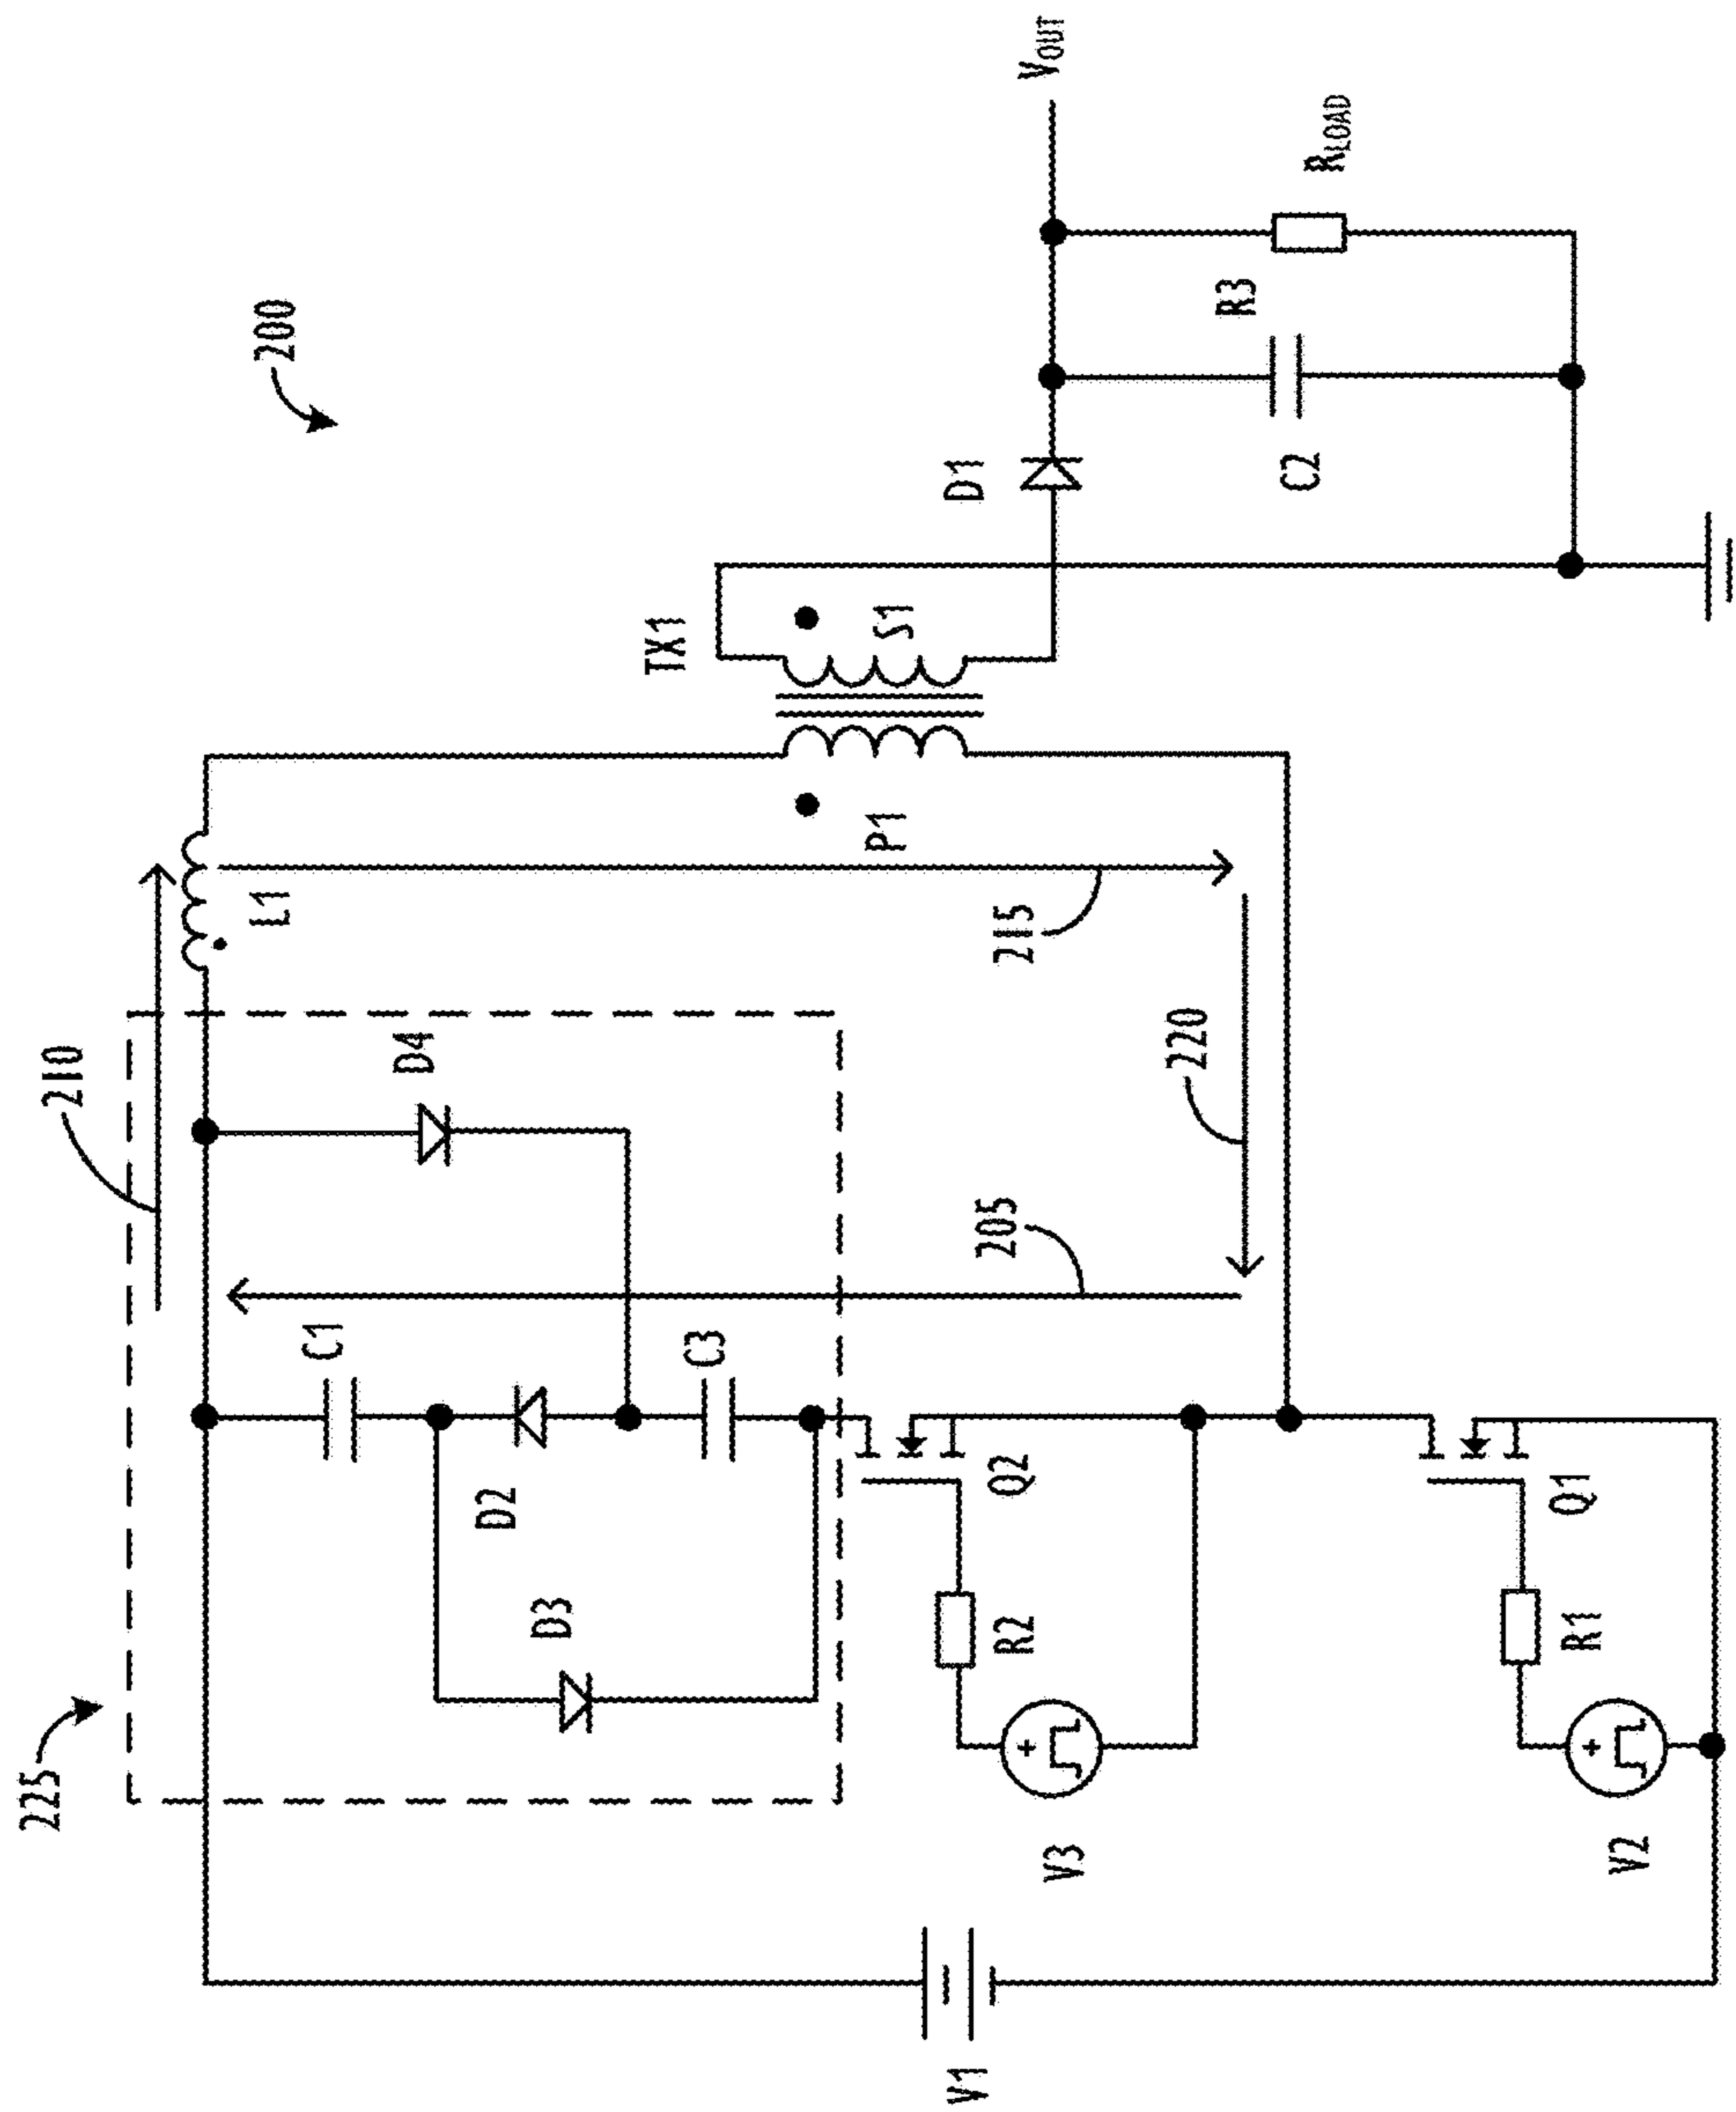 200
225
210
L1
TX1
S1
P1
D4
C1
D2
D3
C3
205
215
220
Q2
R2
V3
Q1
R1
V2
V1
D1
C2
R3
RLOAD
VOUT
+
+